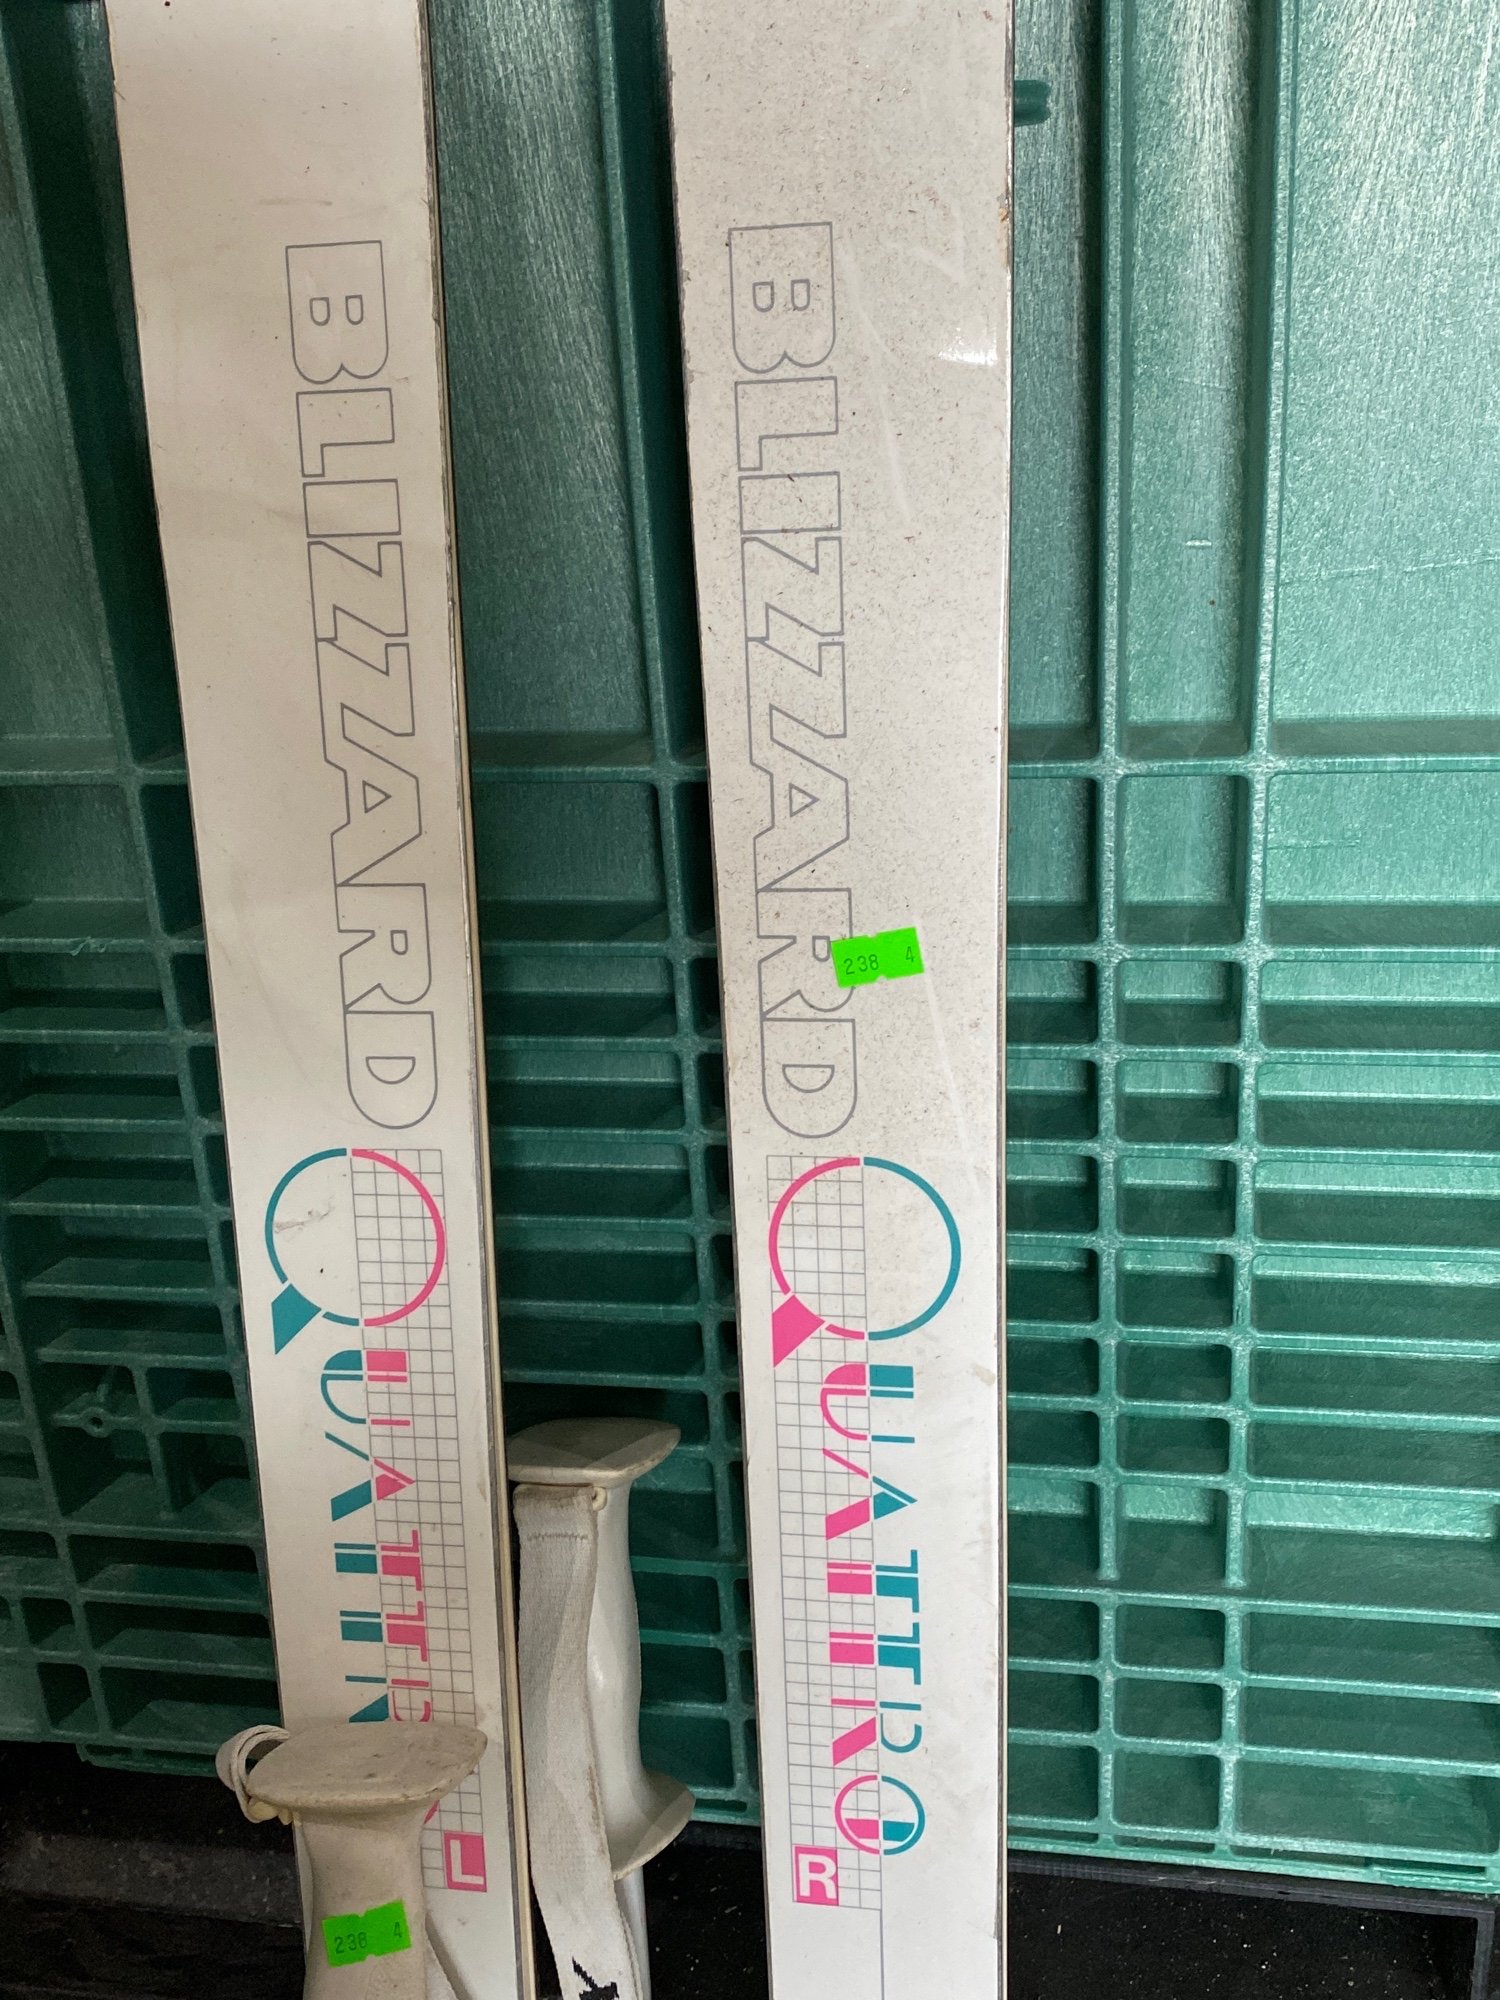 BLIZZARD
QUATTRO
L
238 4
BLIZZARD
238 4
QUATTRO
R